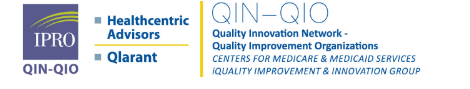 IPRO
QIN-QIO
Healthcentric
Advisors
Qlarant
QIN–QIO
Quality Innovation Network -
Quality Improvement Organizations
CENTERS FOR MEDICARE & MEDICAID SERVICES
iQUALITY IMPROVEMENT & INNOVATION GROUP